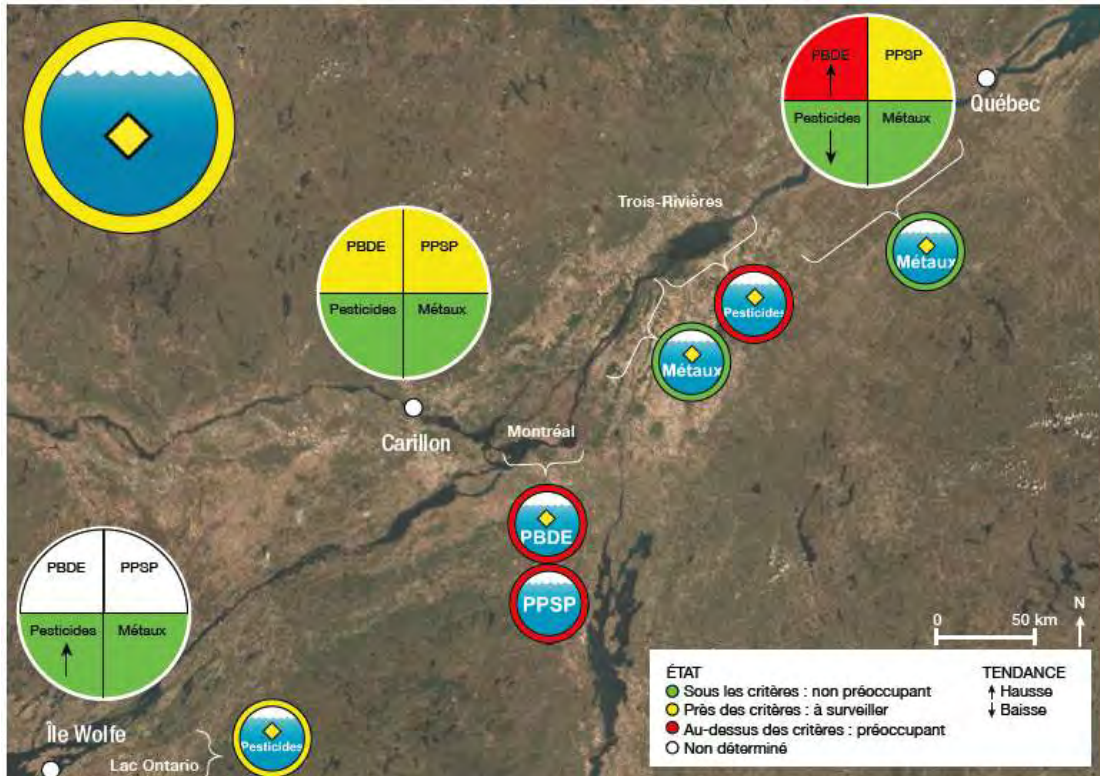 PBDE
PPSP
Québec
Pesticides
Métaux
Trois-Rivières
Métaux
PBDE
PPSP
Pesticides
Métaux
Pesticides
Métaux
Carillon
Montréal
PBDE
PPSP
PBDE
PPSP
Pesticides
Métaux
0
50 km
N
ÉTAT
Sous les critères : non préoccupant
Près des critères : à surveiller
Au-dessus des critères : préoccupant
Non déterminé
TENDANCE
Hausse
Baisse
Île Wolfe
Pesticides
Lac Ontario